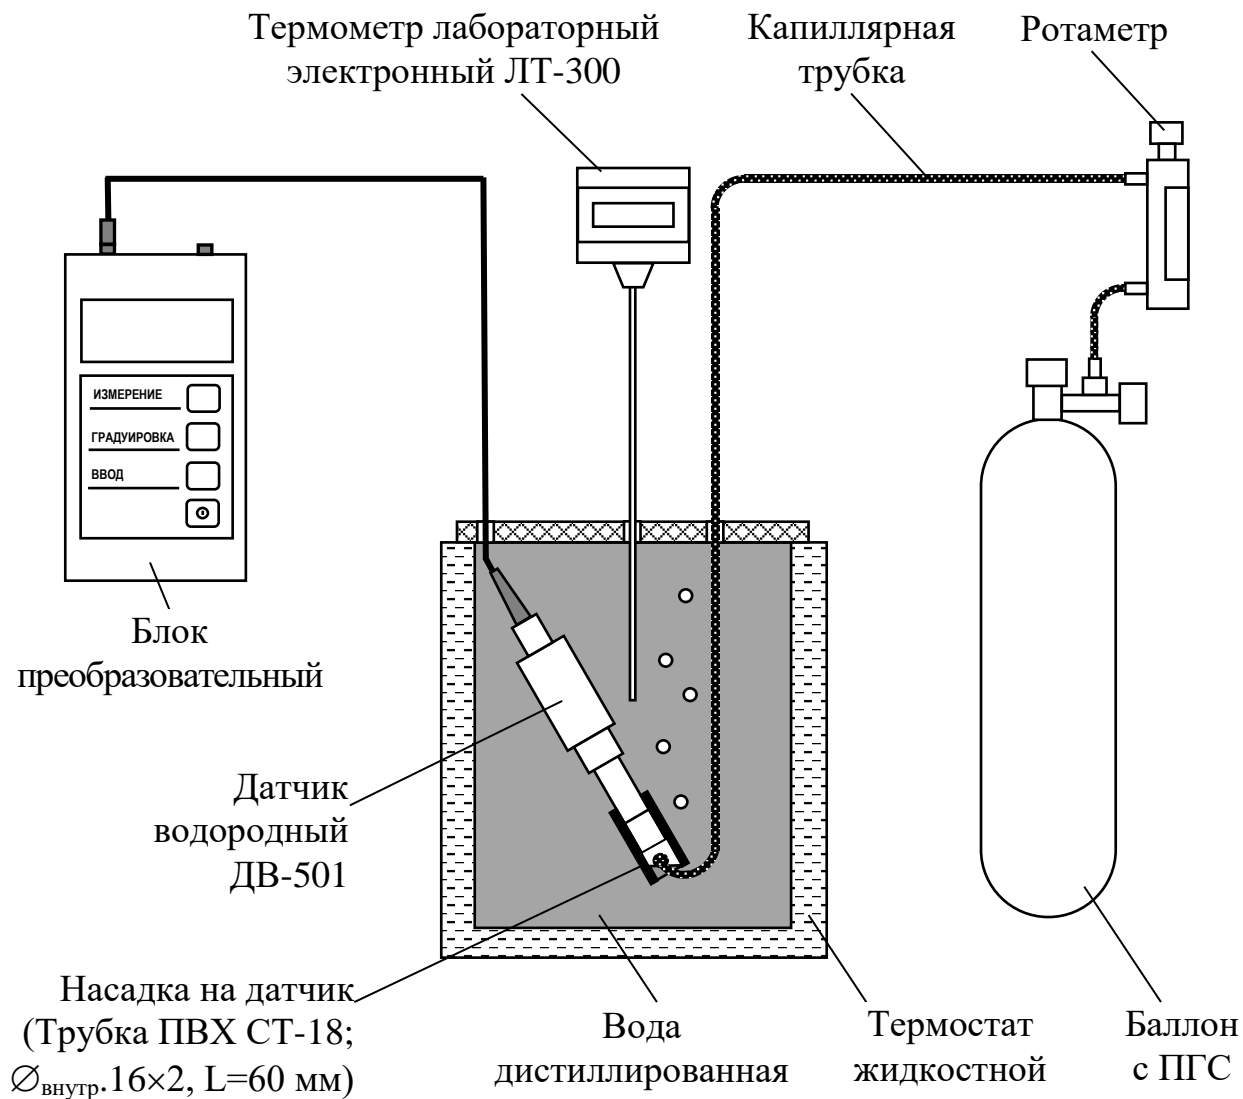 Термометр лабораторный
электронный ЛТ-300
Капиллярная
трубка
Ротаметр
ИЗМЕРЕНИЕ
ГРАДУИРОВКА
ВВОД
Блок
преобразовательный
Датчик
водородный
ДВ-501
Насадка на датчик
(Трубка ПВХ СТ-18;
∅внутр.16×2, L=60 мм)
Вода
дистиллированная
Термостат
жидкостной
Баллон
с ПГС